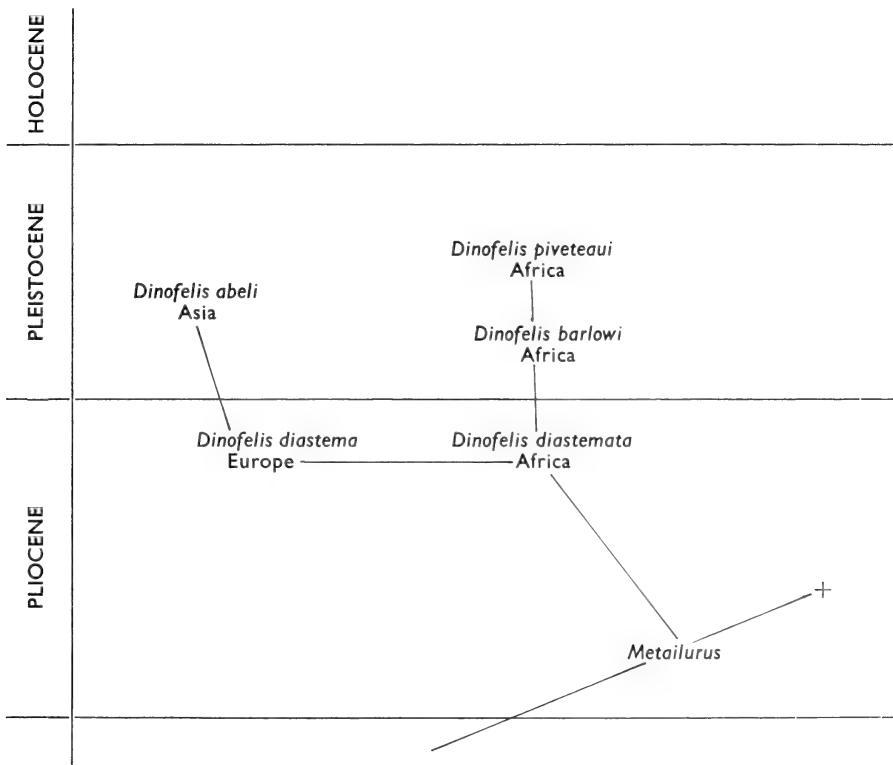 HOLOCENE
PLEISTOCENE
Dinofelis piveteaui
Africa
Dinofelis abeli
Asia
Dinofelis barlowi
Africa
PLIOCENE
Dinofelis diastema
Europe
Dinofelis diastemata
Africa
Metailurus